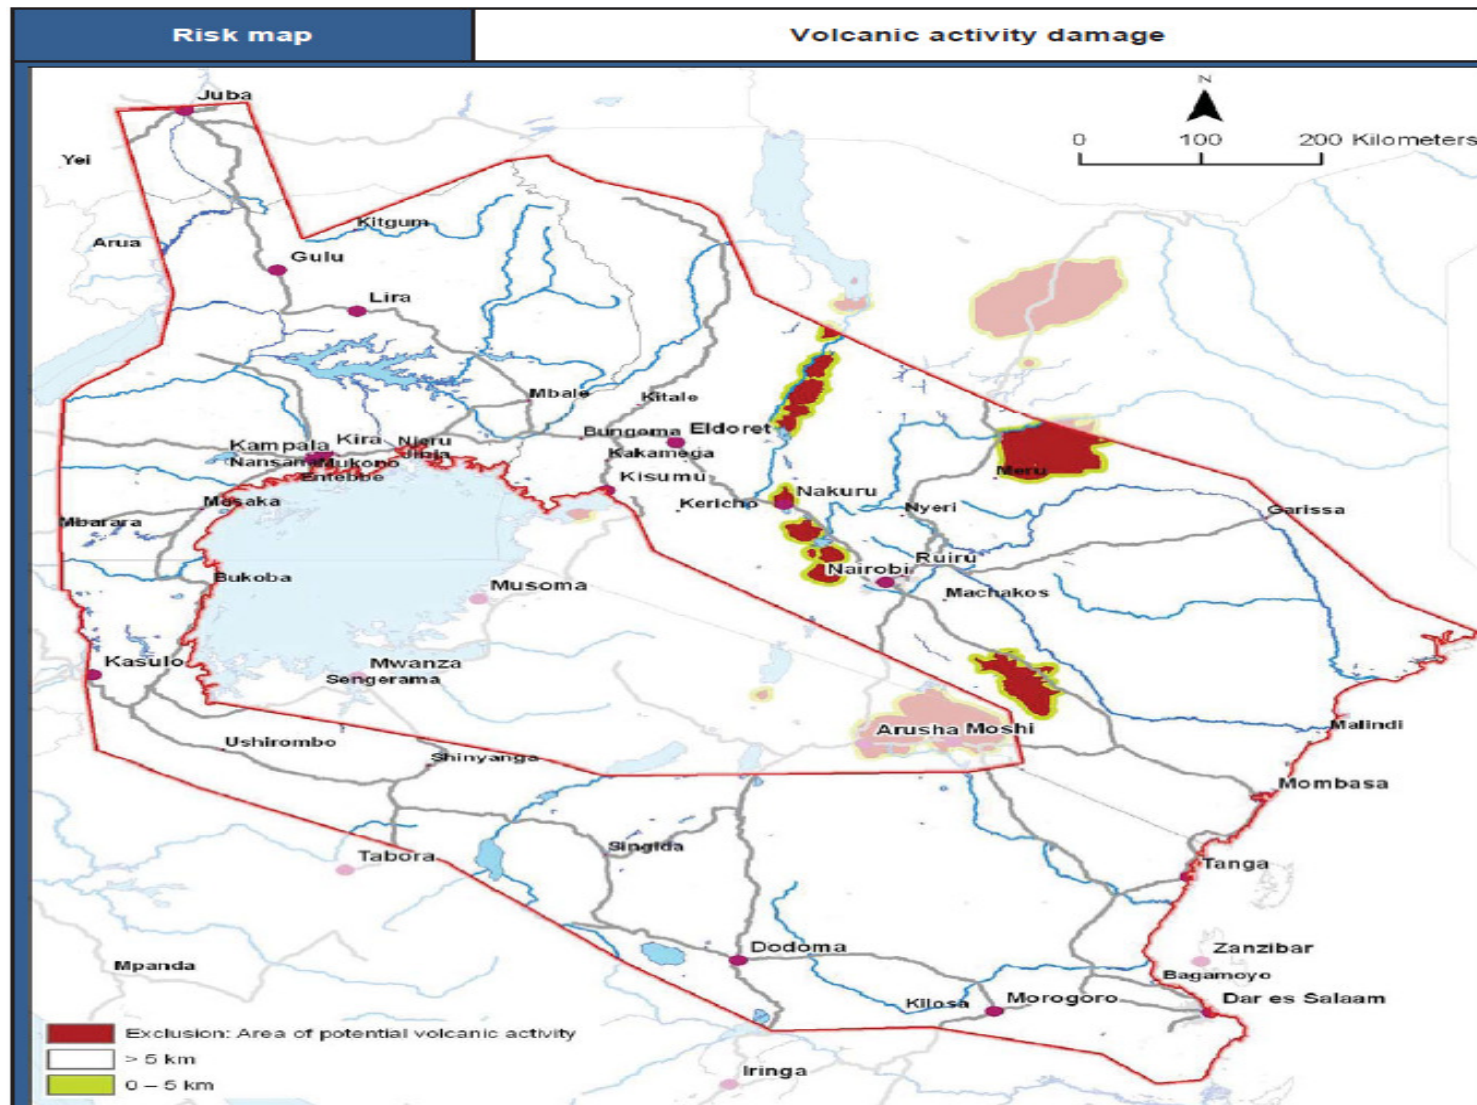 Risk map
Volcanic activity damage
N
0 100 200 Kilometers
Juba
Yei
Kitgum
Arua
Gulu
Lira
Mbale
Kitale
Bungoma
Eldoret
Kampala
Kira
Njeru
Jinja
Kakamega
Nansana
Mukono
Entebbe
Kisumu
Meru
Masaka
Kericho
Nakuru
Nyeri
Garissa
Mbarara
Ruiru
Nairobi
Bukoba
Musoma
Machakos
Kasulo
Mwanza
Sengerama
Malindi
Arusha
Moshi
Ushirombo
Shinyanga
Mombasa
Singida
Tabora
Tanga
Dodoma
Zanzibar
Mpanda
Bagamoyo
Kilosa
Morogoro
Dar es Salaam
Iringa
Exclusion: Area of potential volcanic activity
> 5 km
0 – 5 km